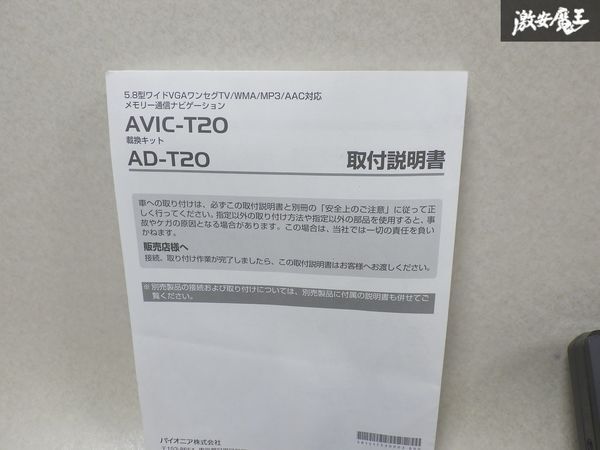 激安魔王
5.8型ワイドVGAワンセグTV/WMA/MP3/AAC対応
メモリー通信ナビゲーション
AVIC-T20
載換キット
AD-T20
取付説明書
車への取り付けは、必ずこの取付説明書と別冊の「安全上のご注意」に従って正
しく行ってください。指定以外の取り付け方法や指定以外の部品を使用すると、事
故やケガの原因となる場合があります。この場合は、当社では一切の責任を負い
かねます。
販売店様へ
接続、取り付け作業が完了しましたら、この取付説明書はお客様へお渡しください。
※別売製品の接続および取り付けについては、別売製品に付属の説明書も併せてご
覧ください。
パイオニア株式会社